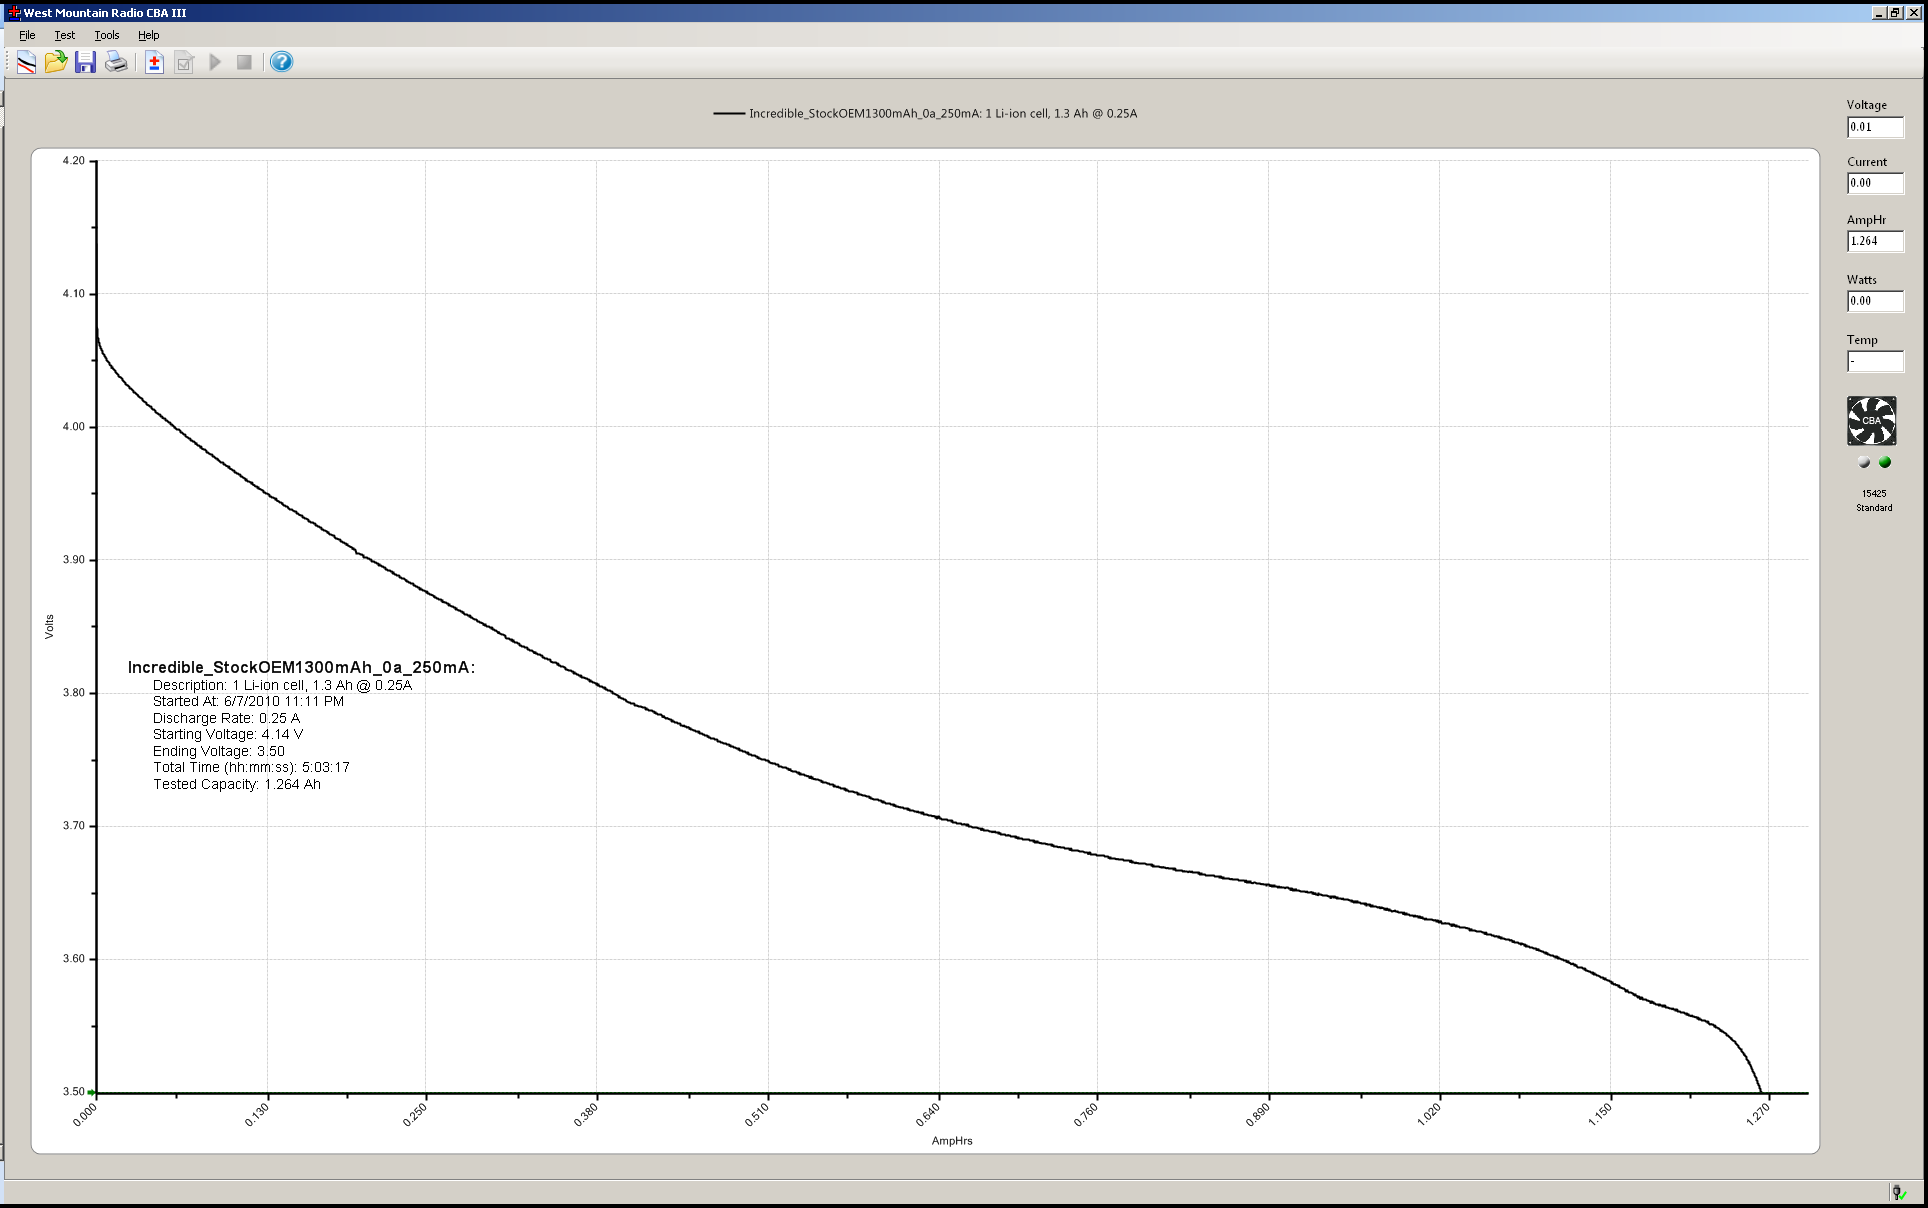 West Mountain Radio CBA III
File Test Tools Help
Incredible_StockOEM1300mAh_0a_250mA: 1 Li-ion cell, 1.3 Ah @ 0.25A
Voltage
0.01
Current
0.00
AmpHr
1.264
Watts
0.00
Temp
-
CBA
15425
Standard
4.20
4.10
4.00
3.90
3.80
3.70
3.60
3.50
Volts
Incredible_StockOEM1300mAh_0a_250mA:
Description: 1 Li-ion cell, 1.3 Ah @ 0.25A
Started At: 6/7/2010 11:11 PM
Discharge Rate: 0.25 A
Starting Voltage: 4.14 V
Ending Voltage: 3.50
Total Time (hh:mm:ss): 5:03:17
Tested Capacity: 1.264 Ah
0.000 0.130 0.250 0.380 0.510 0.640 0.760 0.890 1.020 1.150 1.270
AmpHrs